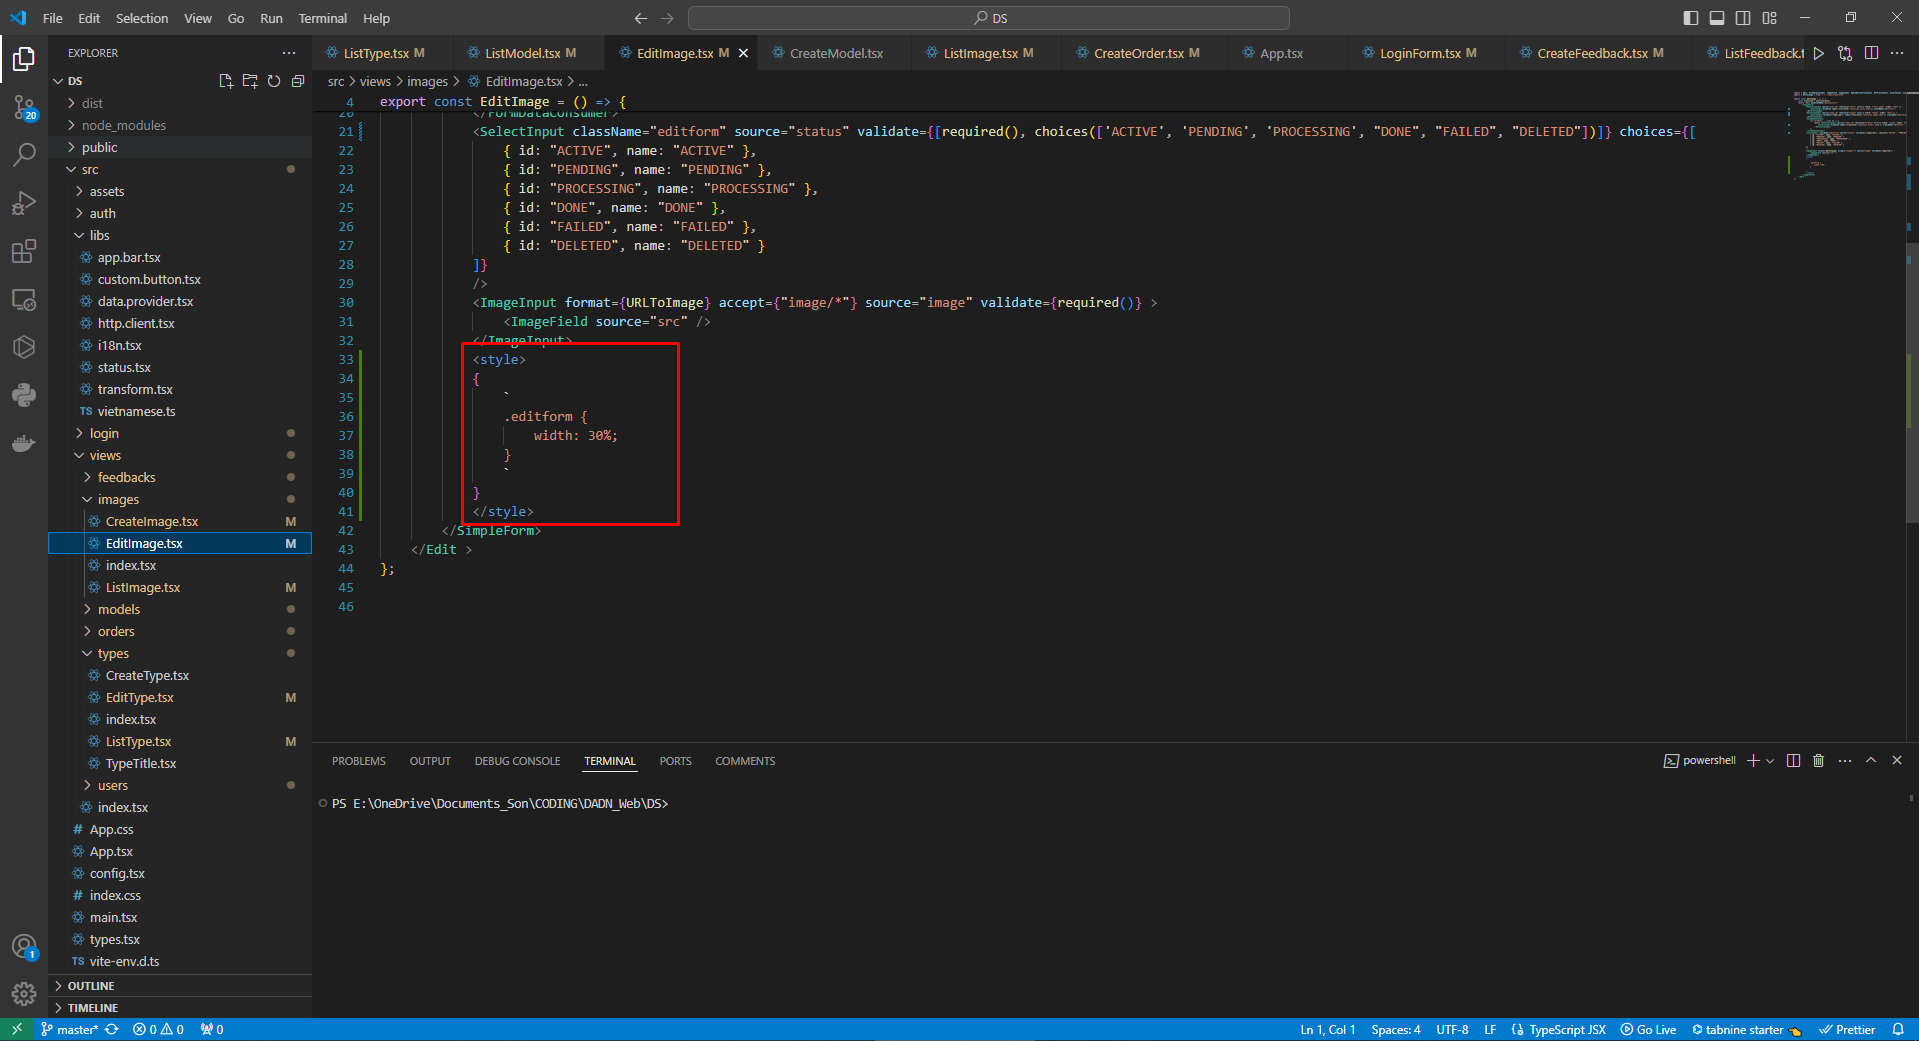 File Edit Selection View Go Run Terminal Help
DS
EXPLORER
DS
dist
node_modules
public
src
assets
auth
libs
app.bar.tsx
custom.button.tsx
data.provider.tsx
http.client.tsx
i18n.tsx
status.tsx
transform.tsx
TS vietnamese.ts
login
views
feedbacks
images
CreateImage.tsx M
EditImage.tsx M
index.tsx
ListImage.tsx M
models
orders
types
CreateType.tsx
EditType.tsx M
index.tsx
ListType.tsx M
TypeTitle.tsx
users
index.tsx
# App.css
App.tsx
config.tsx
# index.css
main.tsx
types.tsx
TS vite-env.d.ts
OUTLINE
TIMELINE
20
1
ListType.tsx M ListModel.tsx M EditImage.tsx M CreateModel.tsx ListImage.tsx M CreateOrder.tsx M App.tsx LoginForm.tsx M CreateFeedback.tsx M ListFeedback.t
src > views > images > EditImage.tsx > ...
4 export const EditImage = () => {
20 </FormDataConsumer>
21 <SelectInput className="editform" source="status" validate={[required(), choices(['ACTIVE', 'PENDING', 'PROCESSING', "DONE", "FAILED", "DELETED"])]} choices={[
22 { id: "ACTIVE", name: "ACTIVE" },
23 { id: "PENDING", name: "PENDING" },
24 { id: "PROCESSING", name: "PROCESSING" },
25 { id: "DONE", name: "DONE" },
26 { id: "FAILED", name: "FAILED" },
27 { id: "DELETED", name: "DELETED" }
28 ]}
29 />
30 <ImageInput format={URLToImage} accept={"image/*"} source="image" validate={required()} >
31 <ImageField source="src" />
32 </ImageInput>
33 <style>
34 {
35 `
36 .editform {
37 width: 30%;
38 }
39 `
40 }
41 </style>
42 </SimpleForm>
43 </Edit >
44 };
45
46
PROBLEMS OUTPUT DEBUG CONSOLE TERMINAL PORTS COMMENTS
powershell
PS E:\OneDrive\Documents_Son\CODING\DADN_Web\DS>
master* 0 0 0
Ln 1, Col 1 Spaces: 4 UTF-8 LF TypeScript JSX Go Live tabnine starter Prettier